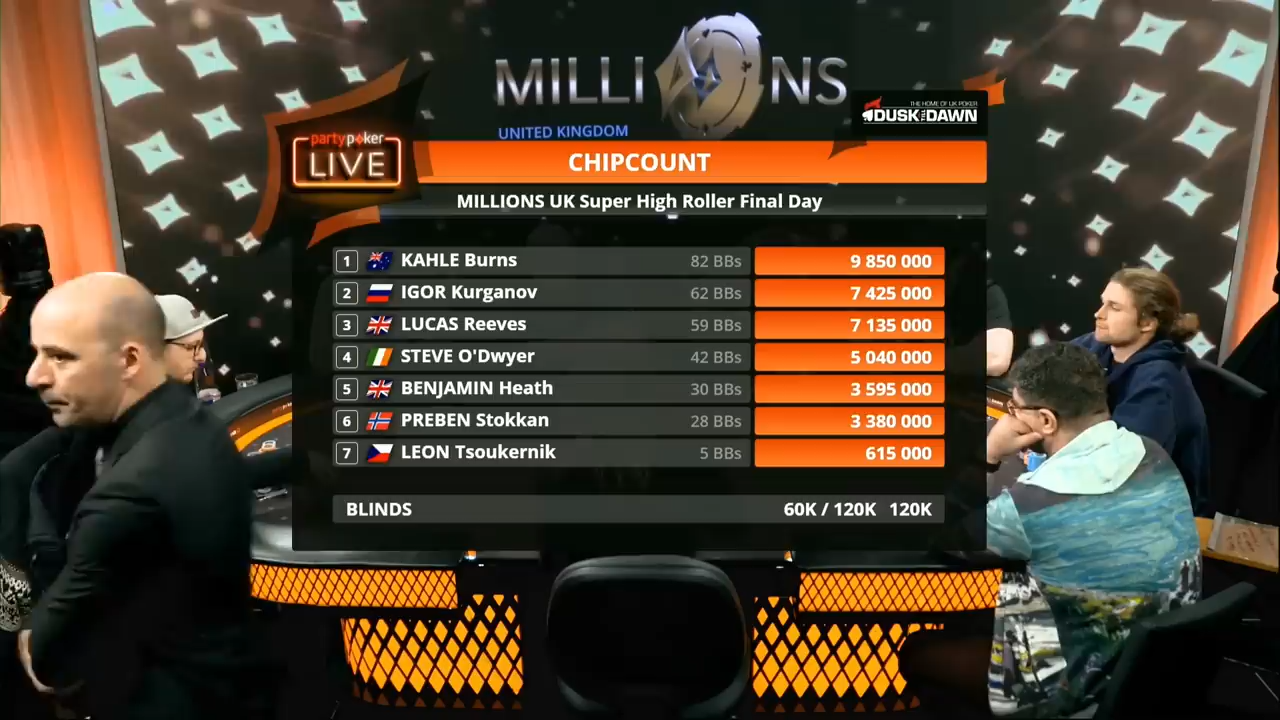 MILLIONS
UNITED KINGDOM
THE HOME OF UK POKER
DUSK TILL DAWN
partypoker
LIVE
CHIPCOUNT
MILLIONS UK Super High Roller Final Day
1 KAHLE Burns 82 BBs 9 850 000
2 IGOR Kurganov 62 BBs 7 425 000
3 LUCAS Reeves 59 BBs 7 135 000
4 STEVE O'Dwyer 42 BBs 5 040 000
5 BENJAMIN Heath 30 BBs 3 595 000
6 PREBEN Stokkan 28 BBs 3 380 000
7 LEON Tsoukernik 5 BBs 615 000
BLINDS 60K / 120K 120K